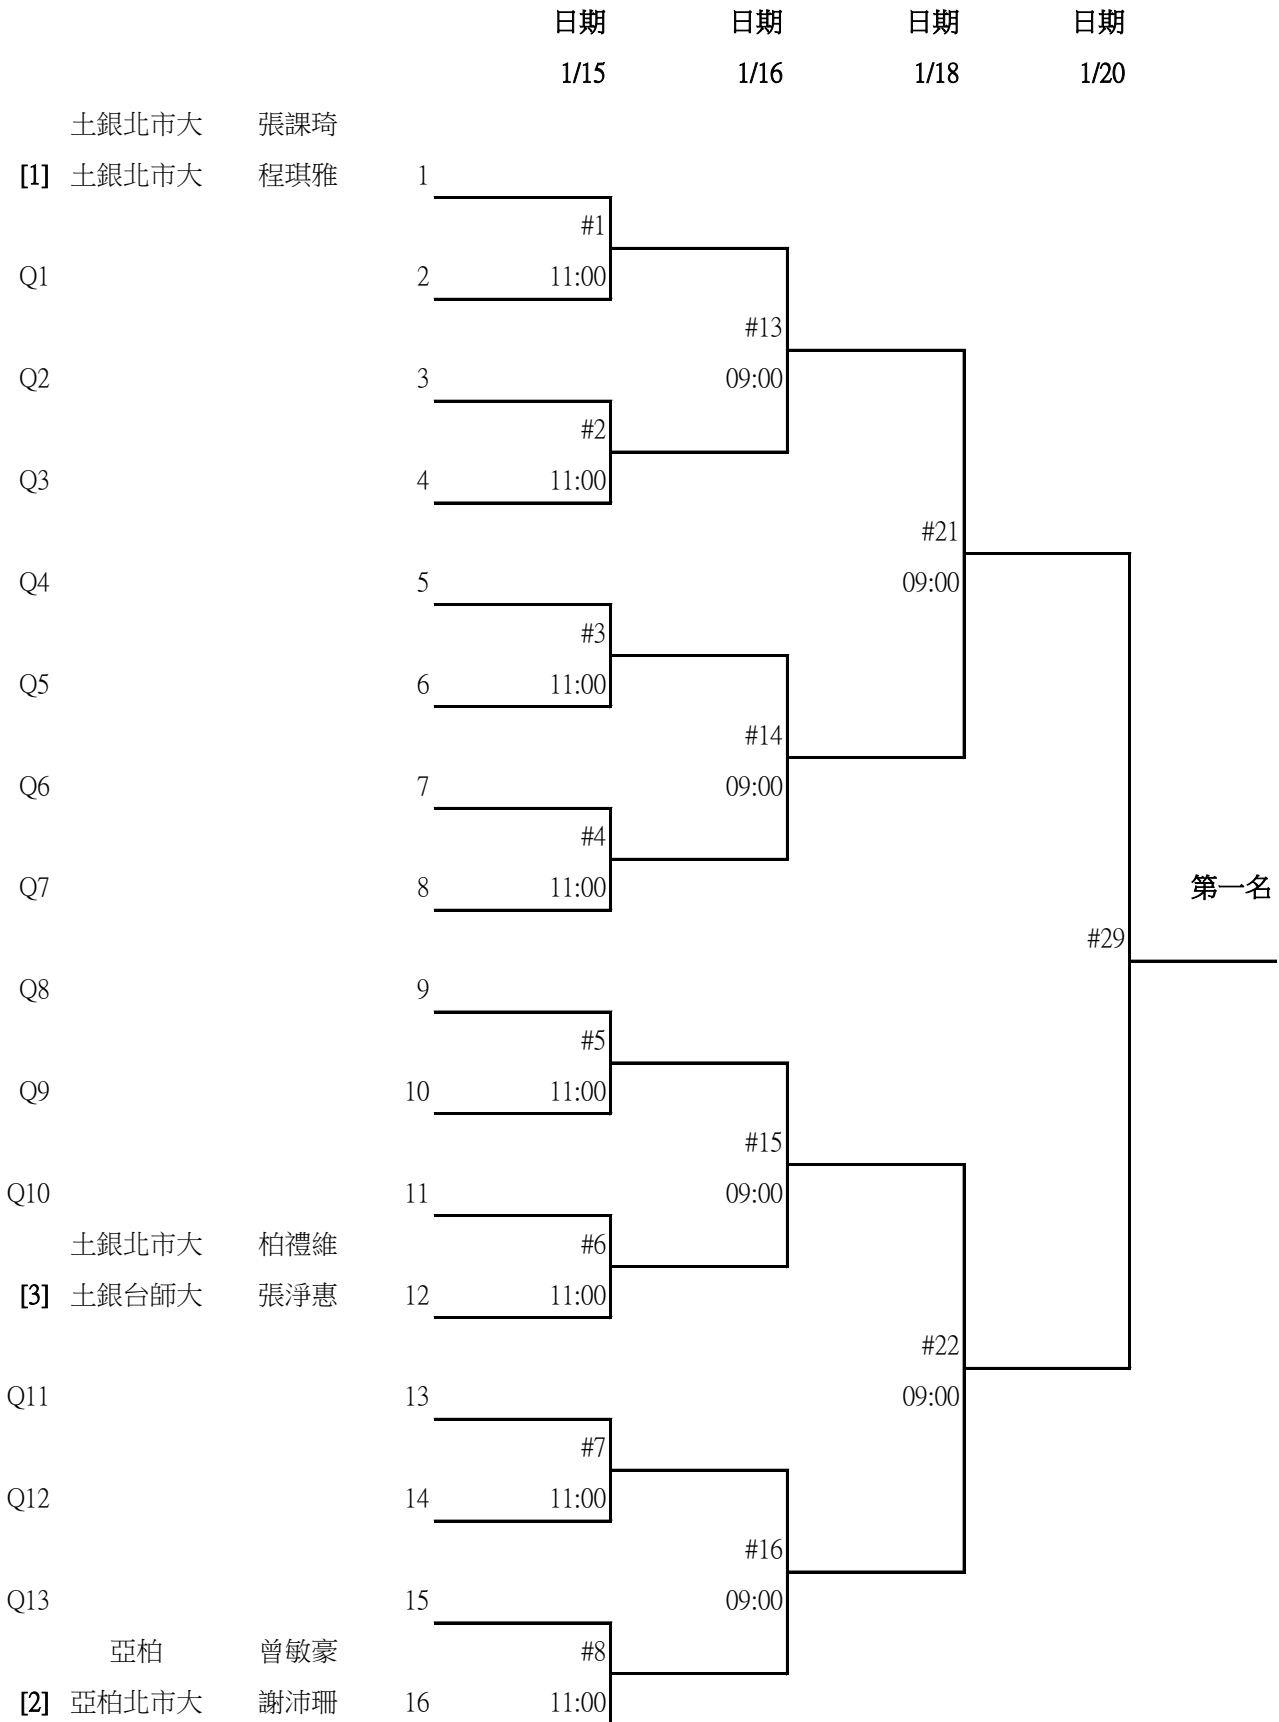 日期 日期 日期 日期
1/15 1/16 1/18 1/20
土銀北市大 張課琦
[1] 土銀北市大 程琪雅 1
#1
Q1 2 11:00
#13
Q2 3 09:00
#2
Q3 4 11:00
#21
Q4 5 09:00
#3
Q5 6 11:00
#14
Q6 7 09:00
#4
Q7 8 11:00 第一名
#29
Q8 9
#5
Q9 10 11:00
#15
Q10 11 09:00
土銀北市大 柏禮維 #6
[3] 土銀台師大 張淨惠 12 11:00
#22
Q11 13 09:00
#7
Q12 14 11:00
#16
Q13 15 09:00
亞柏 曾敏豪 #8
[2] 亞柏北市大 謝沛珊 16 11:00